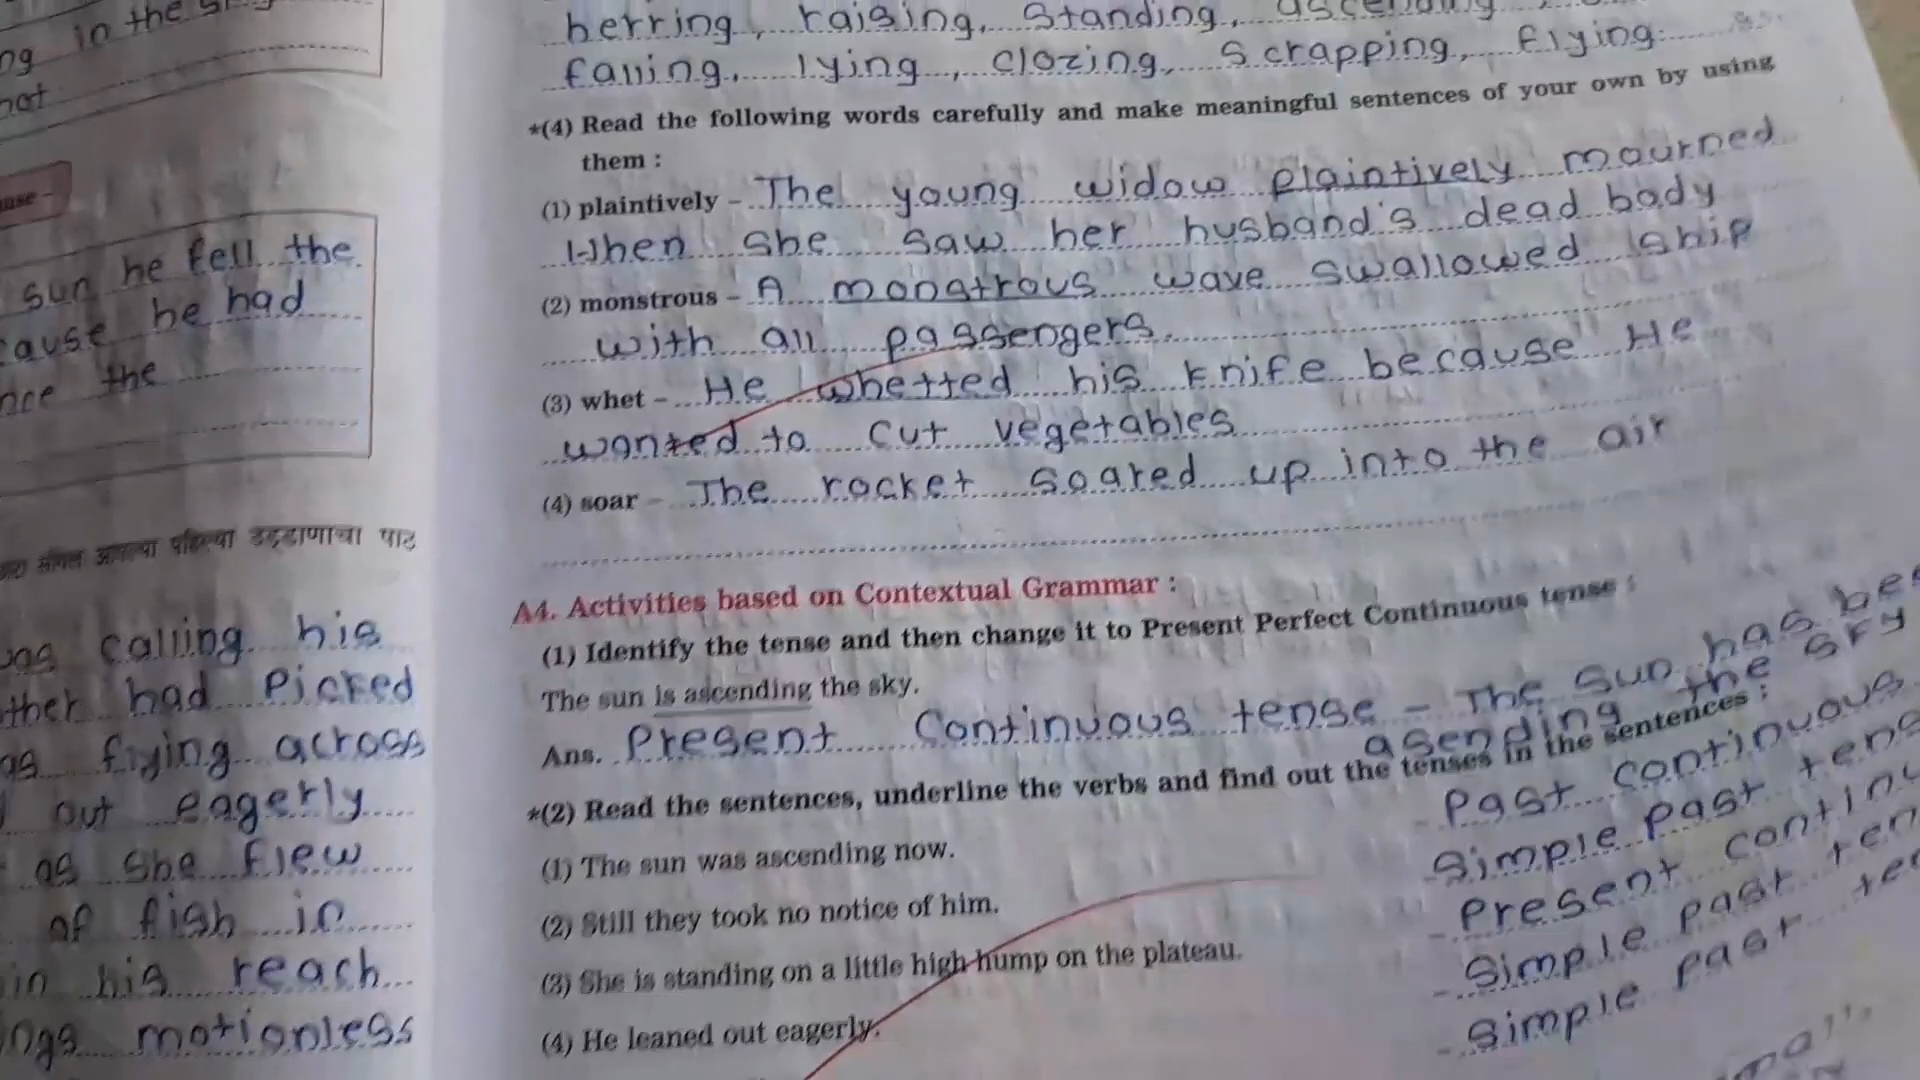 in the
not
sun he fell the
he had
the
पहिल्या उड्डाणाचा पाठ
calling his
had Picked
flying across
out eagerly
as she flew
of fish in
in his reach
motionless
herring, raising, standing,
falling, lying, clozing, scrapping, flying.
*(4) Read the following words carefully and make meaningful sentences of your own by using
them :
(1) plaintively – The young widow plaintively mourned
When she saw her husband's dead body
(2) monstrous – A monstrous wave swallowed ship
with all passengers
(3) whet – He whetted his knife because He
wanted to cut vegetables
(4) soar – The rocket soared up into the air
A4. Activities based on Contextual Grammar :
(1) Identify the tense and then change it to Present Perfect Continuous tense :
The sun is ascending the sky.
Ans. Present Continuous tense – The sun has
asending the sky
*(2) Read the sentences, underline the verbs and find out the tenses in the sentences :
(1) The sun was ascending now. - Past continuous
(2) Still they took no notice of him. - Simple past
(3) She is standing on a little high hump on the plateau. - Present
(4) He leaned out eagerly. - Simple past
- Simple past